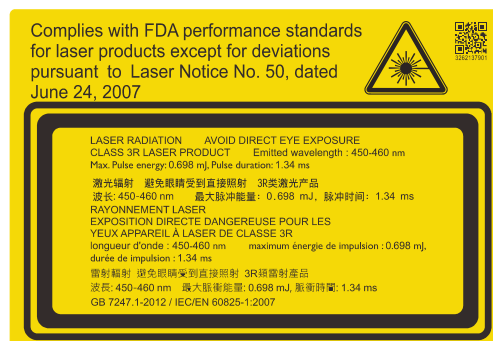 Complies with FDA performance standards
for laser products except for deviations
pursuant to Laser Notice No. 50, dated
June 24, 2007
3262137901
LASER RADIATION AVOID DIRECT EYE EXPOSURE
CLASS 3R LASER PRODUCT Emitted wavelength : 450-460 nm
Max. Pulse energy: 0.698 mJ, Pulse duration: 1.34 ms
激光辐射 避免眼睛受到直接照射 3R类激光产品
波长: 450-460 nm 最大脉冲能量: 0.698 mJ, 脉冲时间: 1.34 ms
RAYONNEMENT LASER
EXPOSITION DIRECTE DANGEREUSE POUR LES
YEUX APPAREIL À LASER DE CLASSE 3R
longueur d'onde : 450-460 nm maximum énergie de impulsion : 0.698 mJ,
durée de impulsion : 1.34 ms
雷射輻射 避免眼睛受到直接照射 3R類雷射產品
波長: 450-460 nm 最大脈衝能量: 0.698 mJ, 脈衝時間: 1.34 ms
GB 7247.1-2012 / IEC/EN 60825-1:2007